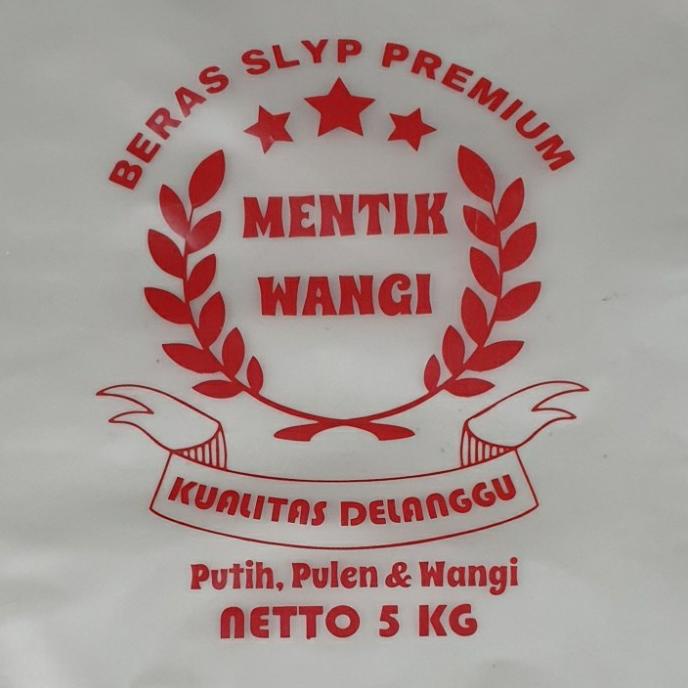 BERAS SLYP PREMIUM
MENTIK
WANGI
KUALITAS DELANGGU
Putih, Pulen & Wangi
NETTO 5 KG